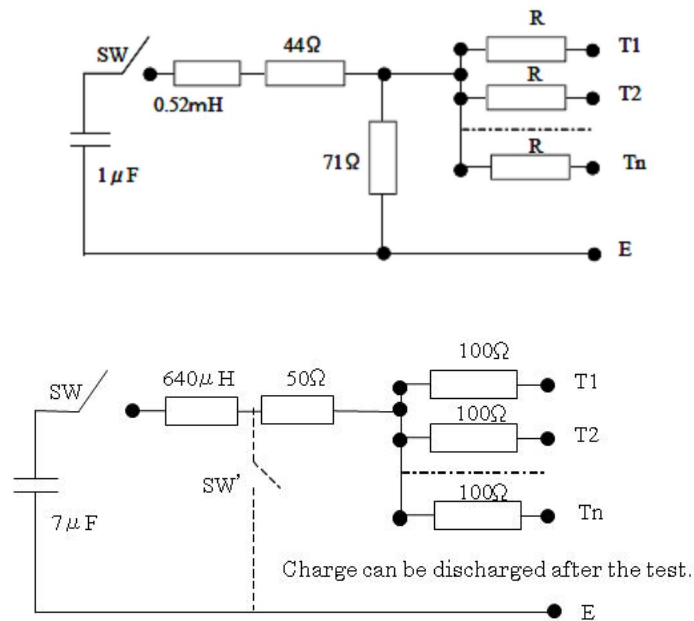 R
SW 44Ω T1
R
0.52mH T2
R
71Ω Tn
1μF
E
100Ω
640μH 50Ω T1
SW
100Ω
T2
SW'
100Ω
7μF Tn
Charge can be discharged after the test.
E